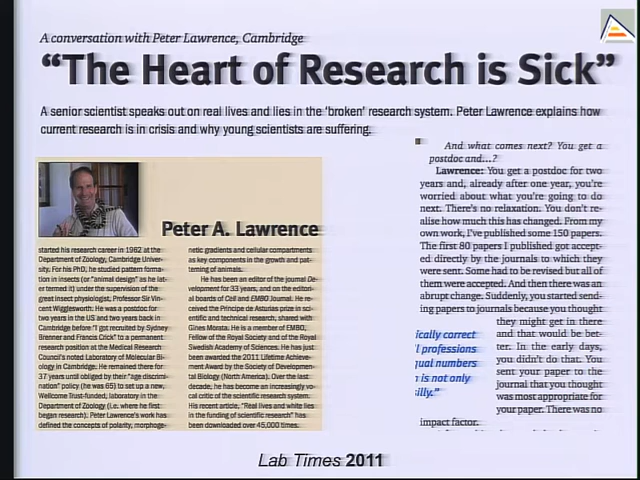 A conversation with Peter Lawrence, Cambridge
“The Heart of Research is Sick”
A senior scientist speaks out on real lives and lies in the ‘broken’ research system. Peter Lawrence explains how
current research is in crisis and why young scientists are suffering.
Peter A. Lawrence
started his research career in 1962 at the
Department of Zoology, Cambridge Univer-
sity. For his PhD, he studied pattern forma-
tion in insects (or “animal design” as he lat-
er termed it) under the supervision of the
great insect physiologist, Professor Sir Vin-
cent Wigglesworth. He was a postdoc for
two years in the US and two years back in
Cambridge before “I got recruited by Sydney
Brenner and Francis Crick” to a permanent
research position at the Medical Research
Council’s noted Laboratory of Molecular Bi-
ology in Cambridge. He remained there for
37 years until obliged by their “age discrimi-
nation” policy (he was 65) to set up a new,
Wellcome Trust-funded, laboratory in the
Department of Zoology (i.e. where he first
began research). Peter Lawrence’s work has
defined the concepts of polarity, morphoge-
netic gradients and cellular compartments
as key components in the growth and pat-
terning of animals.
He has been an editor of the journal De-
velopment for 33 years, and on the editori-
al boards of Cell and EMBO Journal. He re-
ceived the Principe de Asturias prize in sci-
entific and technical research, shared with
Gines Morata. He is a member of EMBO,
Fellow of the Royal Society and of the Royal
Swedish Academy of Sciences. He has just
been awarded the 2011 Lifetime Achieve-
ment Award by the Society of Developmen-
tal Biology (North America). Over the last
decade, he has become an increasingly vo-
cal critic of the scientific research system.
His recent article, “Real lives and white lies
in the funding of scientific research” has
been downloaded over 45,000 times.
And what comes next? You get a
postdoc and...?
Lawrence: You get a postdoc for two
years and, already after one year, you’re
worried about what you’re going to do
next. There’s no relaxation. You don’t re-
alise how much this has changed. From my
own work, I’ve published some 150 papers.
The first 80 papers I published got accept-
ed directly by the journals to which they
were sent. Some had to be revised but all of
them were accepted. And then there was an
abrupt change. Suddenly, you started send-
ing papers to journals because you thought
they might get in there
and that would be bet-
ter. In the early days,
you didn’t do that. You
sent your paper to the
journal that you thought
was most appropriate for
your paper. There was no
impact factor.
ically correct
l professions
qual numbers
is not only
illy.”
Lab Times 2011